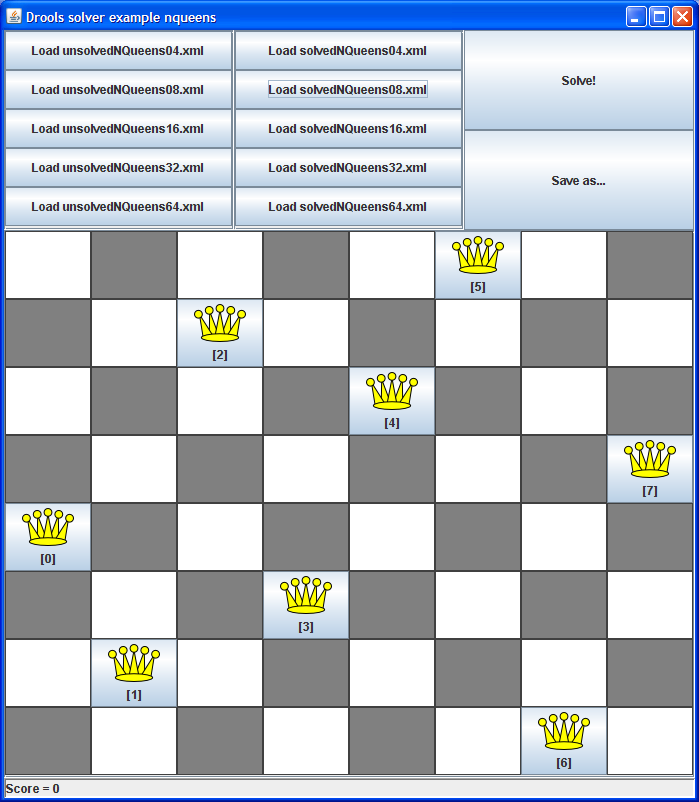 Drools solver example nqueens
Load unsolvedNQueens04.xml
Load solvedNQueens04.xml
Solve!
Load unsolvedNQueens08.xml
Load solvedNQueens08.xml
Load unsolvedNQueens16.xml
Load solvedNQueens16.xml
Load unsolvedNQueens32.xml
Load solvedNQueens32.xml
Save as...
Load unsolvedNQueens64.xml
Load solvedNQueens64.xml
[5]
[2]
[4]
[7]
[0]
[3]
[1]
[6]
Score = 0